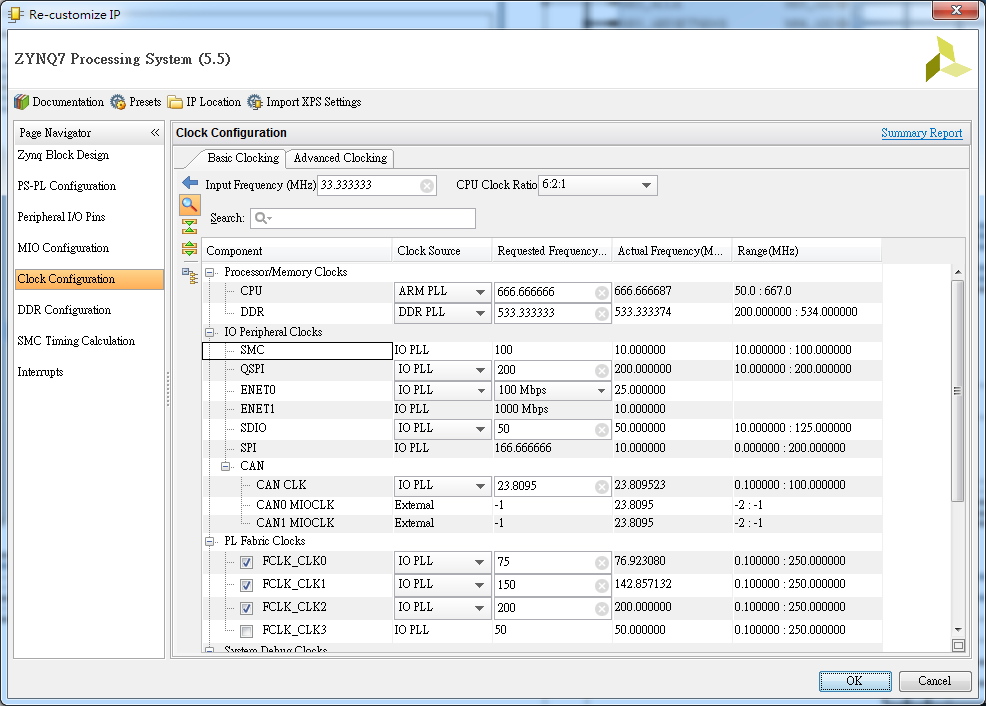 Re-customize IP
ZYNQ7 Processing System (5.5)
Documentation Presets IP Location Import XPS Settings
Page Navigator «
Zynq Block Design
PS-PL Configuration
Peripheral I/O Pins
MIO Configuration
Clock Configuration
DDR Configuration
SMC Timing Calculation
Interrupts
Clock Configuration Summary Report
Basic Clocking Advanced Clocking
Input Frequency (MHz) 33.333333 CPU Clock Ratio 6:2:1
Search:
Component Clock Source Requested Frequency... Actual Frequency(M... Range(MHz)
Processor/Memory Clocks
CPU ARM PLL 666.666666 666.666687 50.0 : 667.0
DDR DDR PLL 533.333333 533.333374 200.000000 : 534.000000
IO Peripheral Clocks
SMC IO PLL 100 10.000000 10.000000 : 100.000000
QSPI IO PLL 200 200.000000 10.000000 : 200.000000
ENET0 IO PLL 100 Mbps 25.000000
ENET1 IO PLL 1000 Mbps 10.000000
SDIO IO PLL 50 50.000000 10.000000 : 125.000000
SPI IO PLL 166.666666 10.000000 0.000000 : 200.000000
CAN
CAN CLK IO PLL 23.8095 23.809523 0.100000 : 100.000000
CAN0 MIOCLK External -1 23.8095 -2 : -1
CAN1 MIOCLK External -1 23.8095 -2 : -1
PL Fabric Clocks
FCLK_CLK0 IO PLL 75 76.923080 0.100000 : 250.000000
FCLK_CLK1 IO PLL 150 142.857132 0.100000 : 250.000000
FCLK_CLK2 IO PLL 200 200.000000 0.100000 : 250.000000
FCLK_CLK3 IO PLL 50 50.000000 0.100000 : 250.000000
System Debug Clocks
OK Cancel